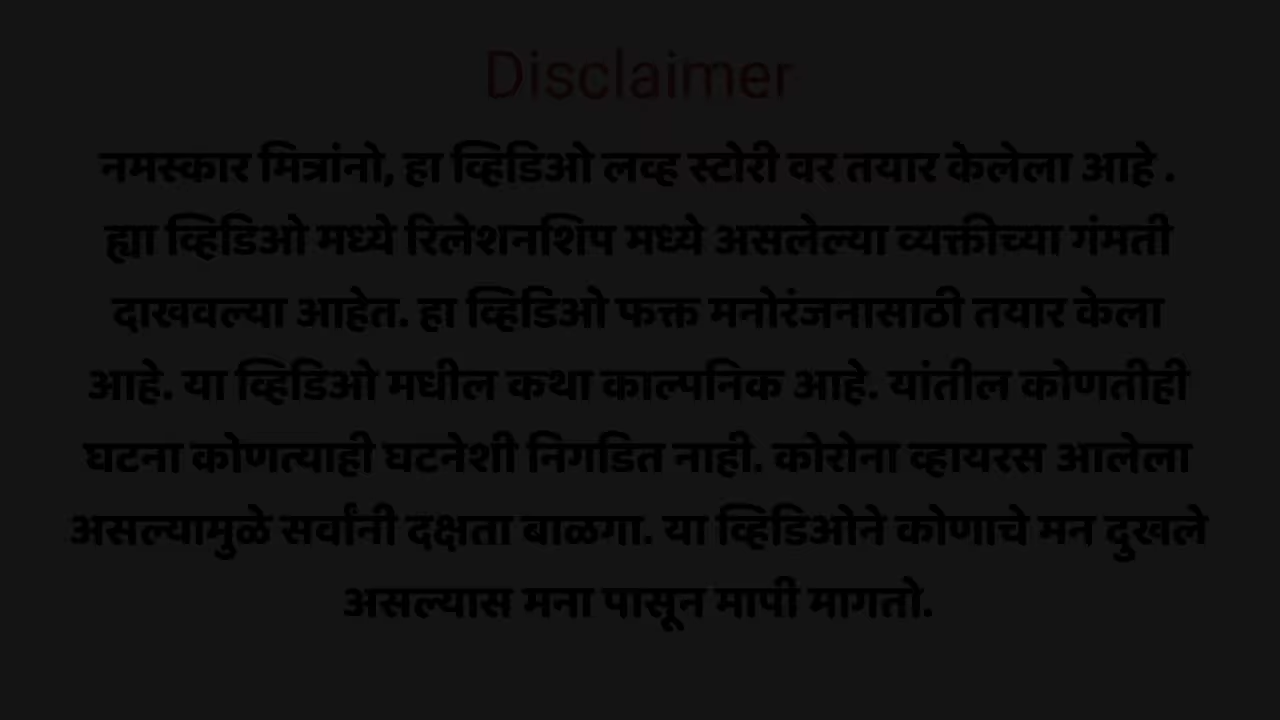 Disclaimer
नमस्कार मित्रांनो, हा व्हिडिओ लव्ह स्टोरी वर तयार केलेला आहे .
ह्या व्हिडिओ मध्ये रिलेशनशिप मध्ये असलेल्या व्यक्तीच्या गंमती
दाखवल्या आहेत. हा व्हिडिओ फक्त मनोरंजनासाठी तयार केला
आहे. या व्हिडिओ मधील कथा काल्पनिक आहे. यांतील कोणतीही
घटना कोणत्याही घटनेशी निगडित नाही. कोरोना व्हायरस आलेला
असल्यामुळे सर्वांनी दक्षता बाळगा. या व्हिडिओने कोणाचे मन दुखले
असल्यास मना पासून मापी मागतो.